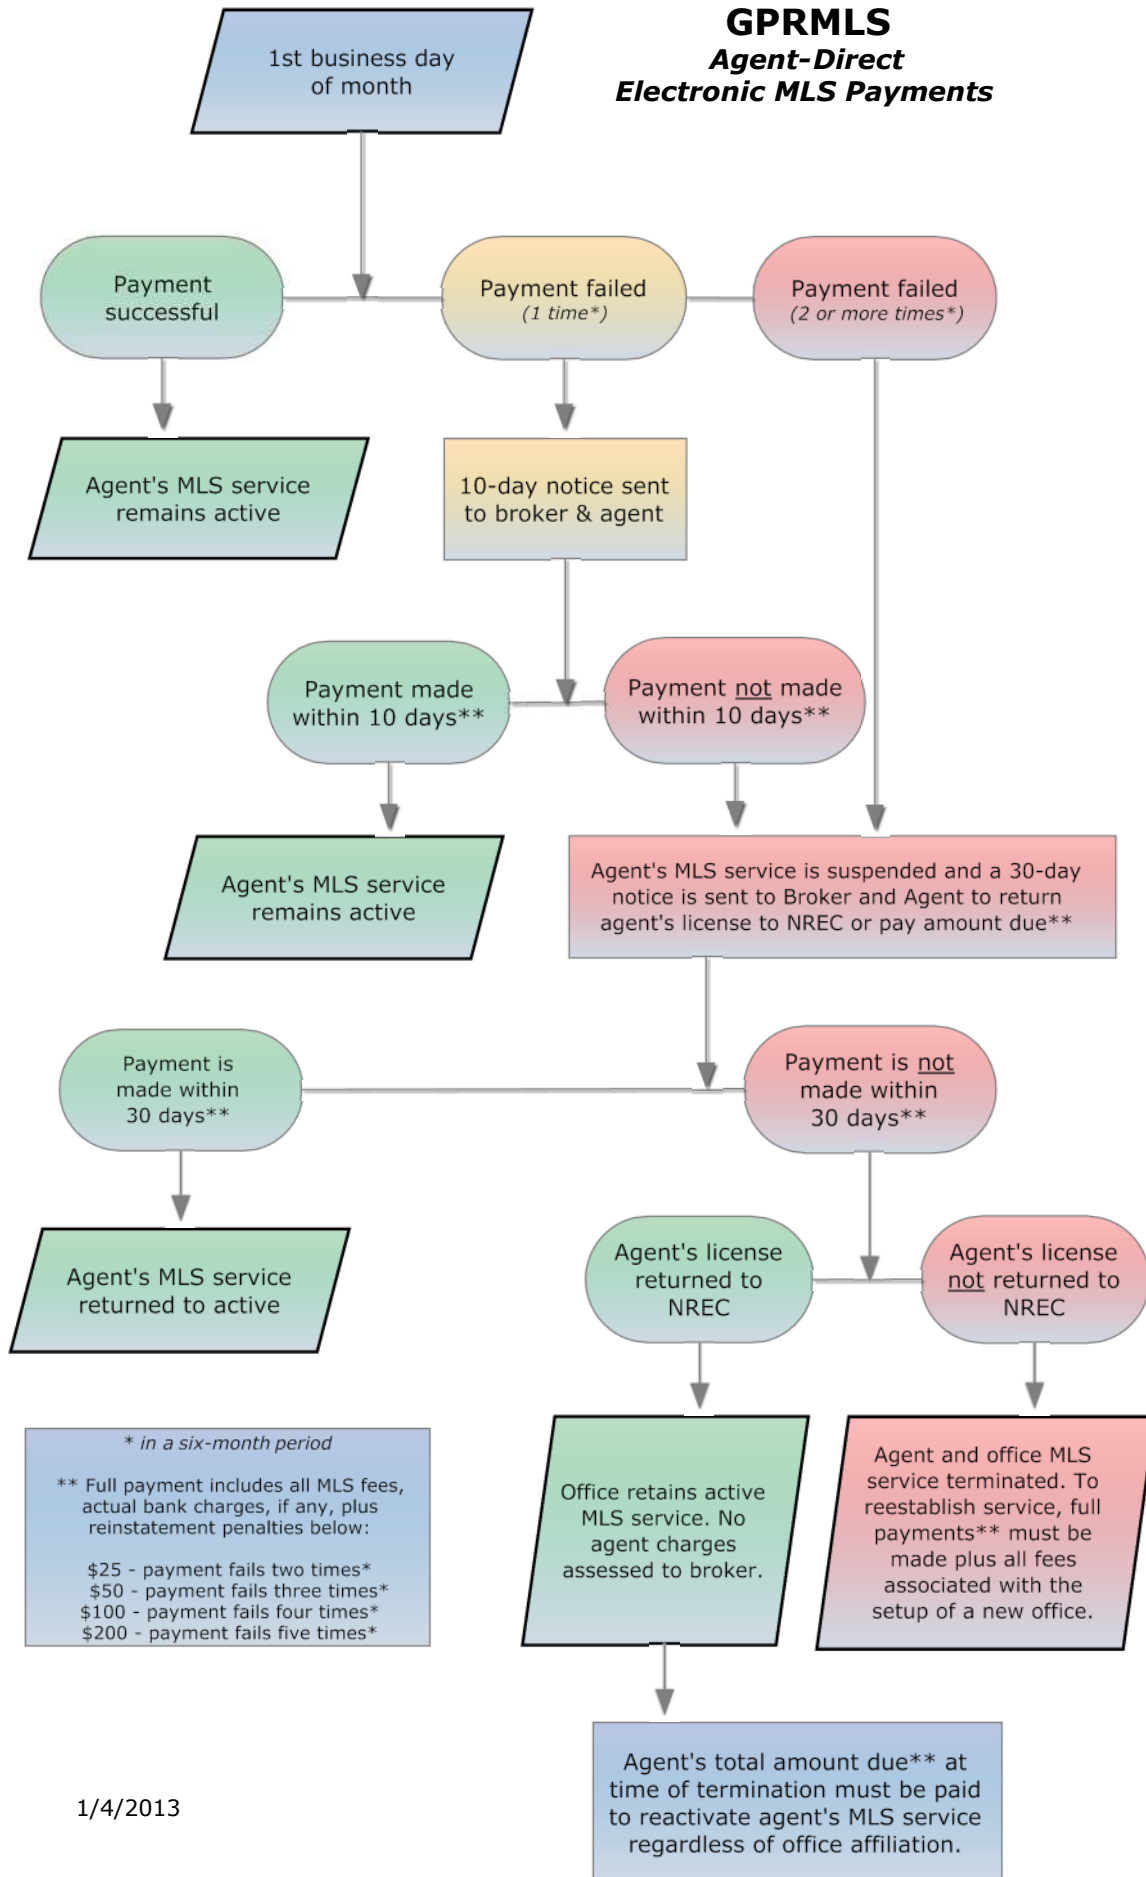 GPRMLS
Agent-Direct
Electronic MLS Payments
1st business day
of month
Payment
successful
Payment failed
(1 time*)
Payment failed
(2 or more times*)
Agent's MLS service
remains active
10-day notice sent
to broker & agent
Payment made
within 10 days**
Payment not made
within 10 days**
Agent's MLS service
remains active
Agent's MLS service is suspended and a 30-day
notice is sent to Broker and Agent to return
agent's license to NREC or pay amount due**
Payment is
made within
30 days**
Payment is not
made within
30 days**
Agent's MLS service
returned to active
Agent's license
returned to
NREC
Agent's license
not returned to
NREC
* in a six-month period
** Full payment includes all MLS fees,
actual bank charges, if any, plus
reinstatement penalties below:
$25 - payment fails two times*
$50 - payment fails three times*
$100 - payment fails four times*
$200 - payment fails five times*
Office retains active
MLS service. No
agent charges
assessed to broker.
Agent and office MLS
service terminated. To
reestablish service, full
payments** must be
made plus all fees
associated with the
setup of a new office.
Agent's total amount due** at
time of termination must be paid
to reactivate agent's MLS service
regardless of office affiliation.
1/4/2013